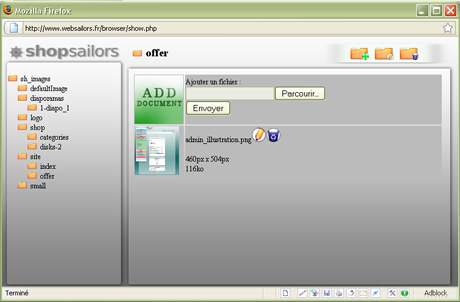 Mozilla Firefox
http://www.websailors.fr/browser/show.php
shopsailors
offer
sh_images
defaultImage
diaporamas
1-diapo_1
logo
shop
categories
disks-2
site
index
offer
small
ADD
DOCUMENT
Ajouter un fichier :
Parcourir...
Envoyer
admin_illustration.png
460px x 504px
116ko
Terminé
Adblock